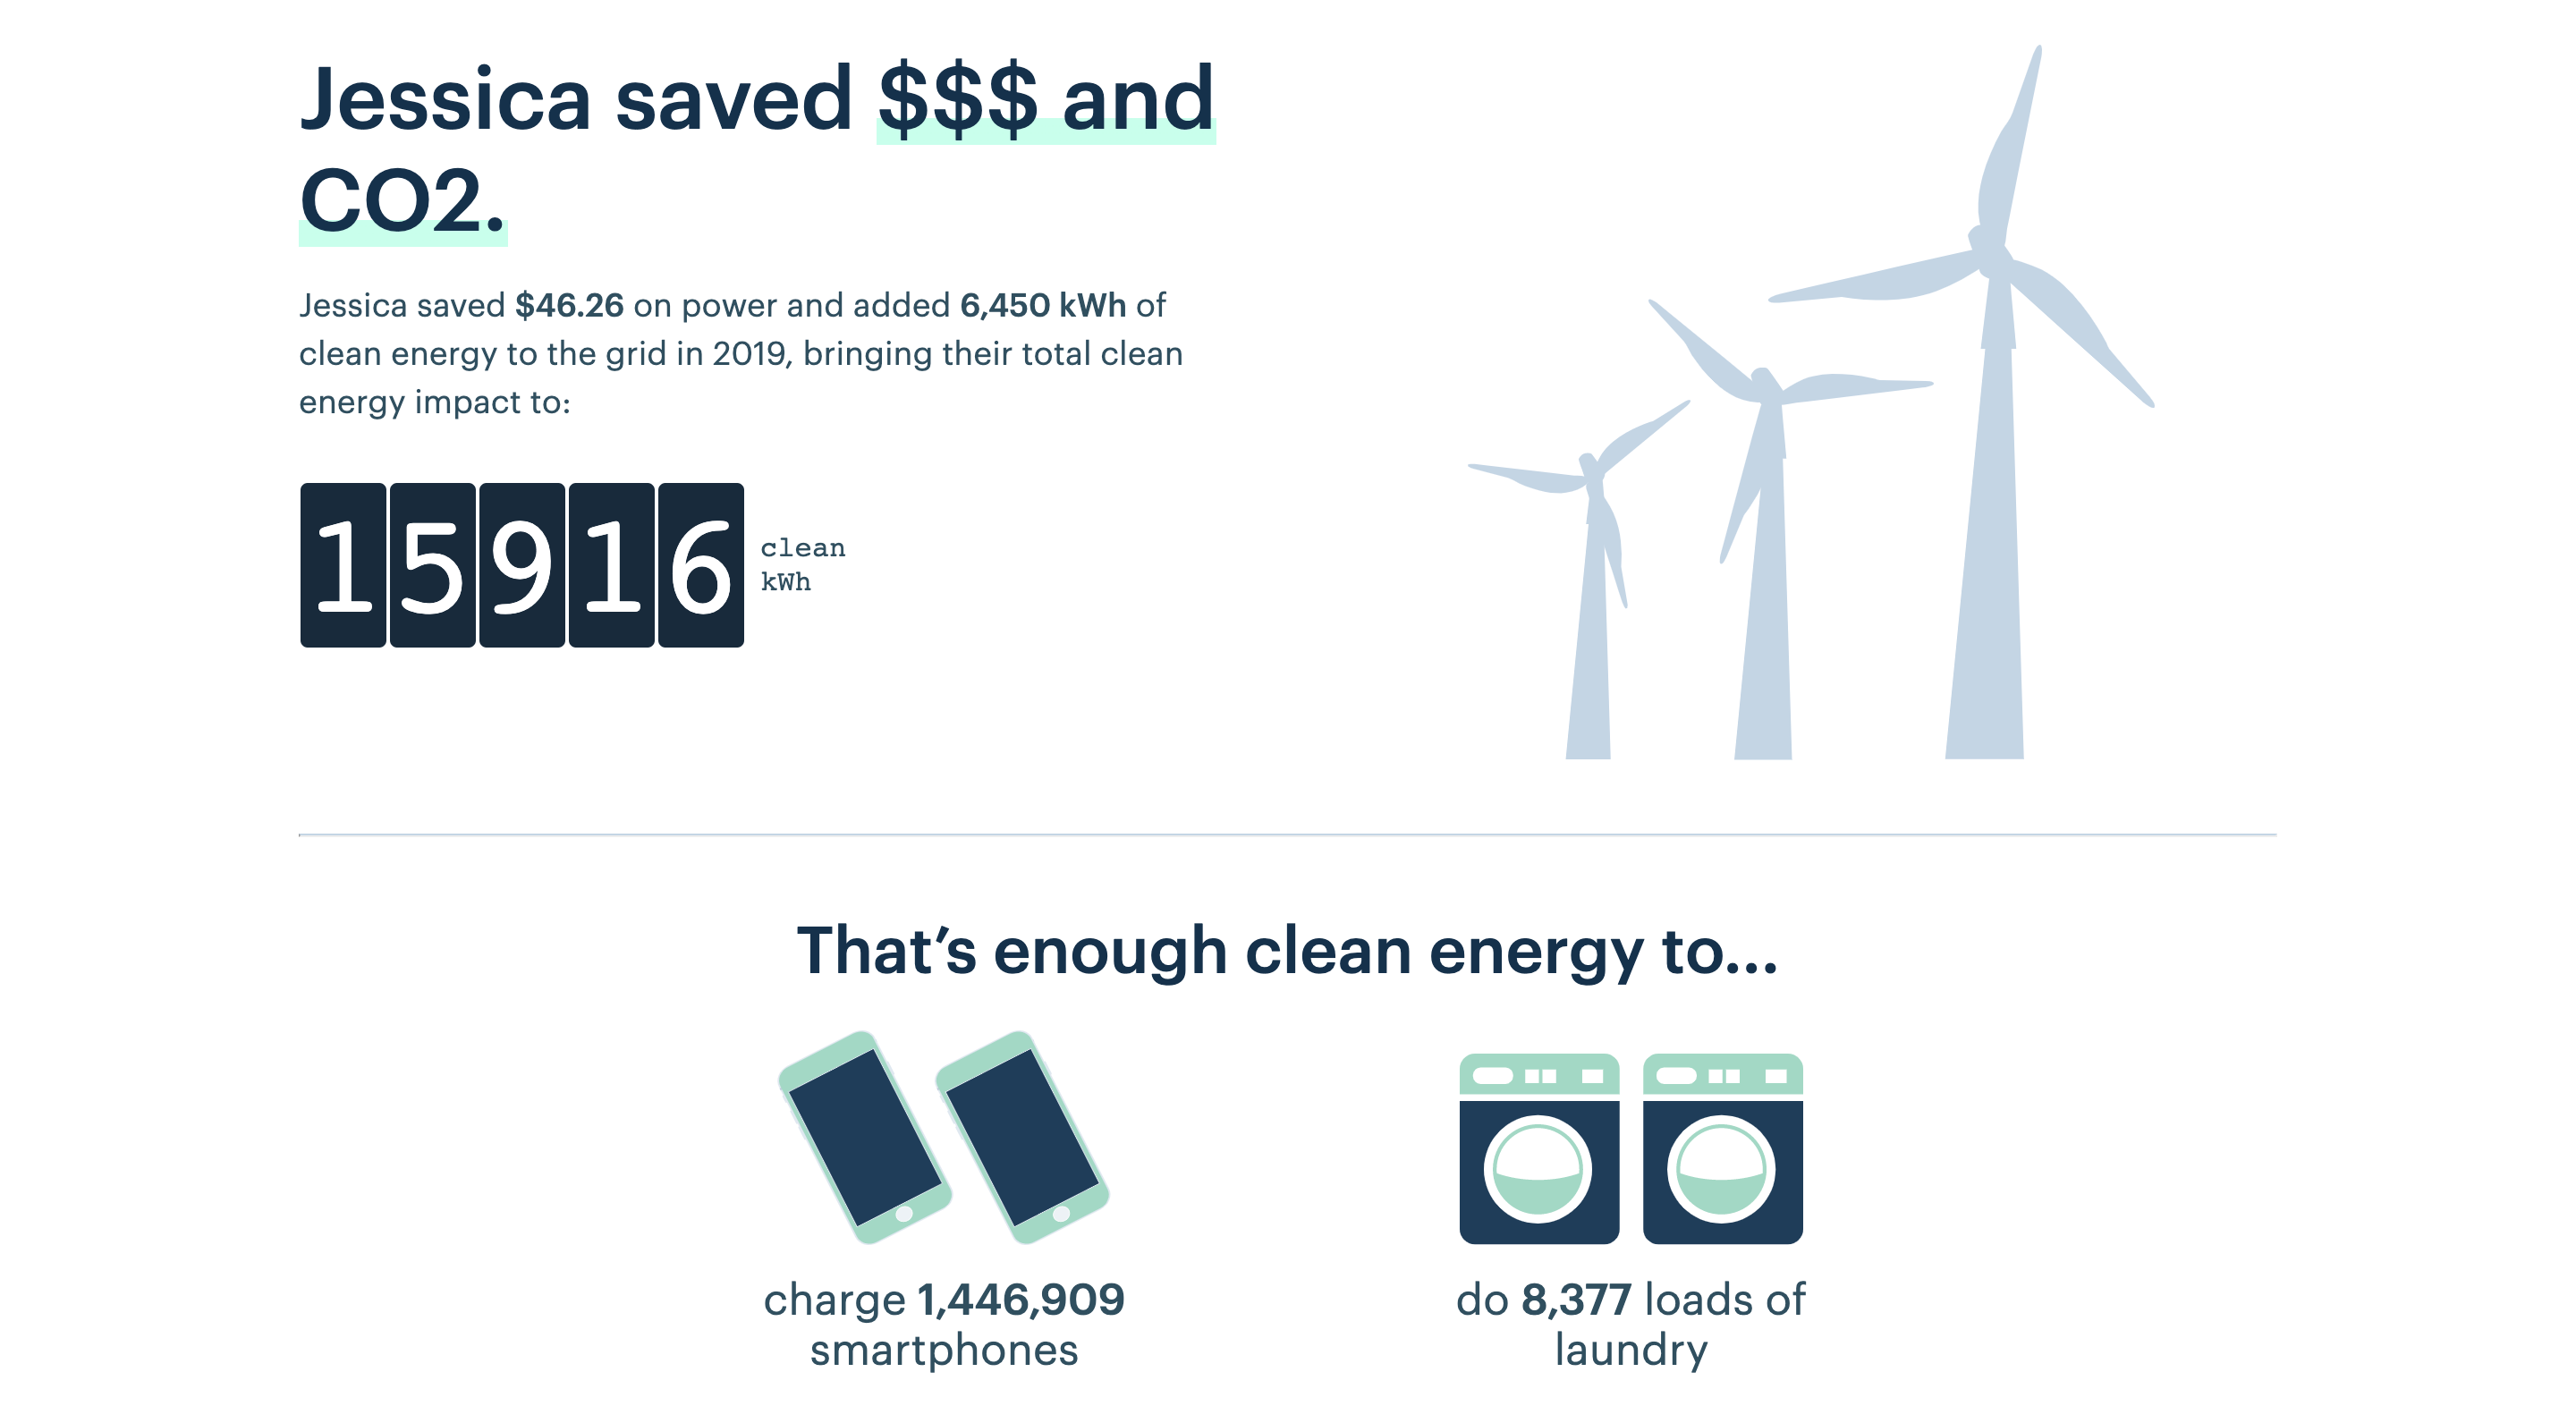 Jessica saved $$$ and
CO2.
Jessica saved $46.26 on power and added 6,450 kWh of
clean energy to the grid in 2019, bringing their total clean
energy impact to:
15916
clean
kWh
That’s enough clean energy to...
charge 1,446,909
smartphones
do 8,377 loads of
laundry